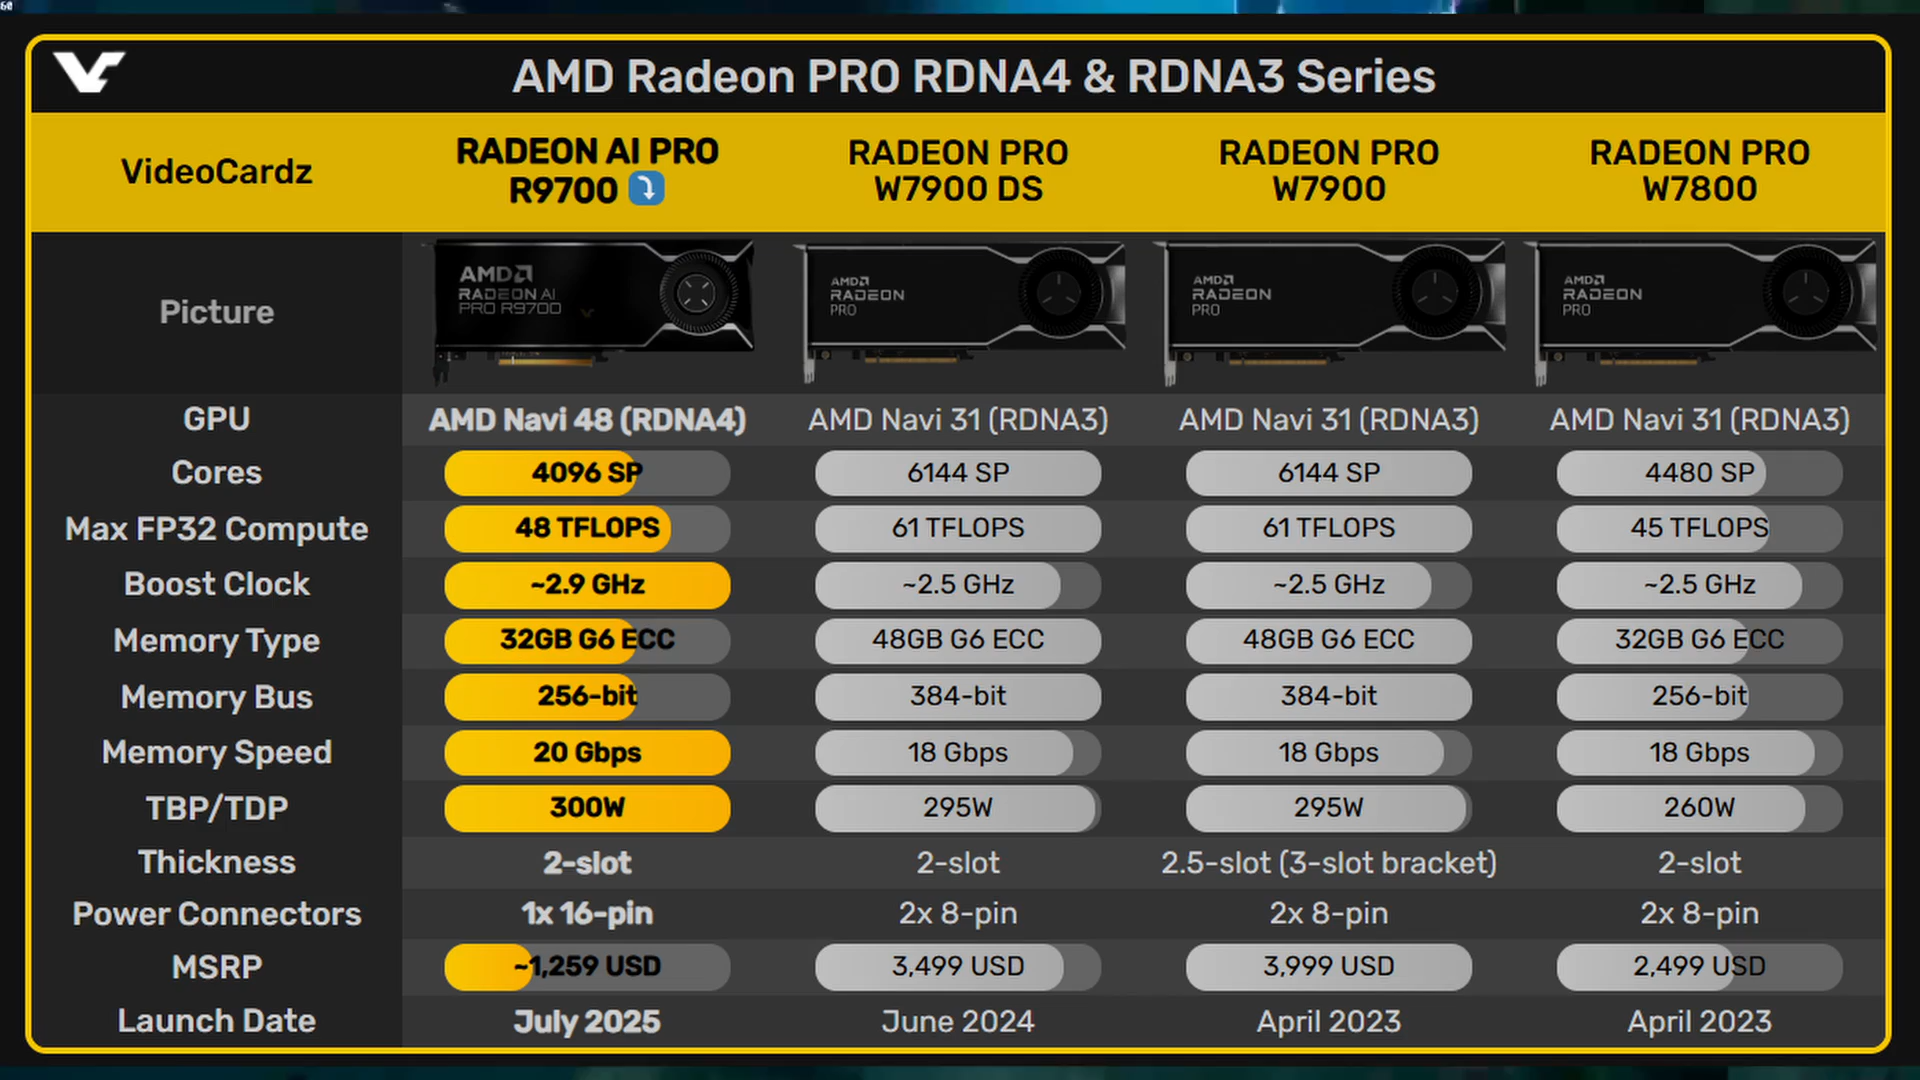 60
AMD Radeon PRO RDNA4 & RDNA3 Series
VideoCardz
RADEON AI PRO
R9700
RADEON PRO
W7900 DS
RADEON PRO
W7900
RADEON PRO
W7800
Picture
AMD
RADEON AI
PRO R9700
AMD
RADEON
PRO
AMD
RADEON
PRO
AMD
RADEON
PRO
GPU
AMD Navi 48 (RDNA4)
AMD Navi 31 (RDNA3)
AMD Navi 31 (RDNA3)
AMD Navi 31 (RDNA3)
Cores
4096 SP
6144 SP
6144 SP
4480 SP
Max FP32 Compute
48 TFLOPS
61 TFLOPS
61 TFLOPS
45 TFLOPS
Boost Clock
~2.9 GHz
~2.5 GHz
~2.5 GHz
~2.5 GHz
Memory Type
32GB G6 ECC
48GB G6 ECC
48GB G6 ECC
32GB G6 ECC
Memory Bus
256-bit
384-bit
384-bit
256-bit
Memory Speed
20 Gbps
18 Gbps
18 Gbps
18 Gbps
TBP/TDP
300W
295W
295W
260W
Thickness
2-slot
2-slot
2.5-slot (3-slot bracket)
2-slot
Power Connectors
1x 16-pin
2x 8-pin
2x 8-pin
2x 8-pin
MSRP
~1,259 USD
3,499 USD
3,999 USD
2,499 USD
Launch Date
July 2025
June 2024
April 2023
April 2023